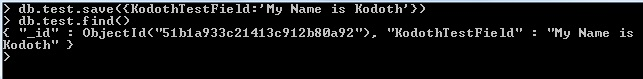 > db.test.save({KodothTestField:'My Name is Kodoth'})
> db.test.find()
{ "_id" : ObjectId("51b1a933c21413c912b80a92"), "KodothTestField" : "My Name is
Kodoth" }
>